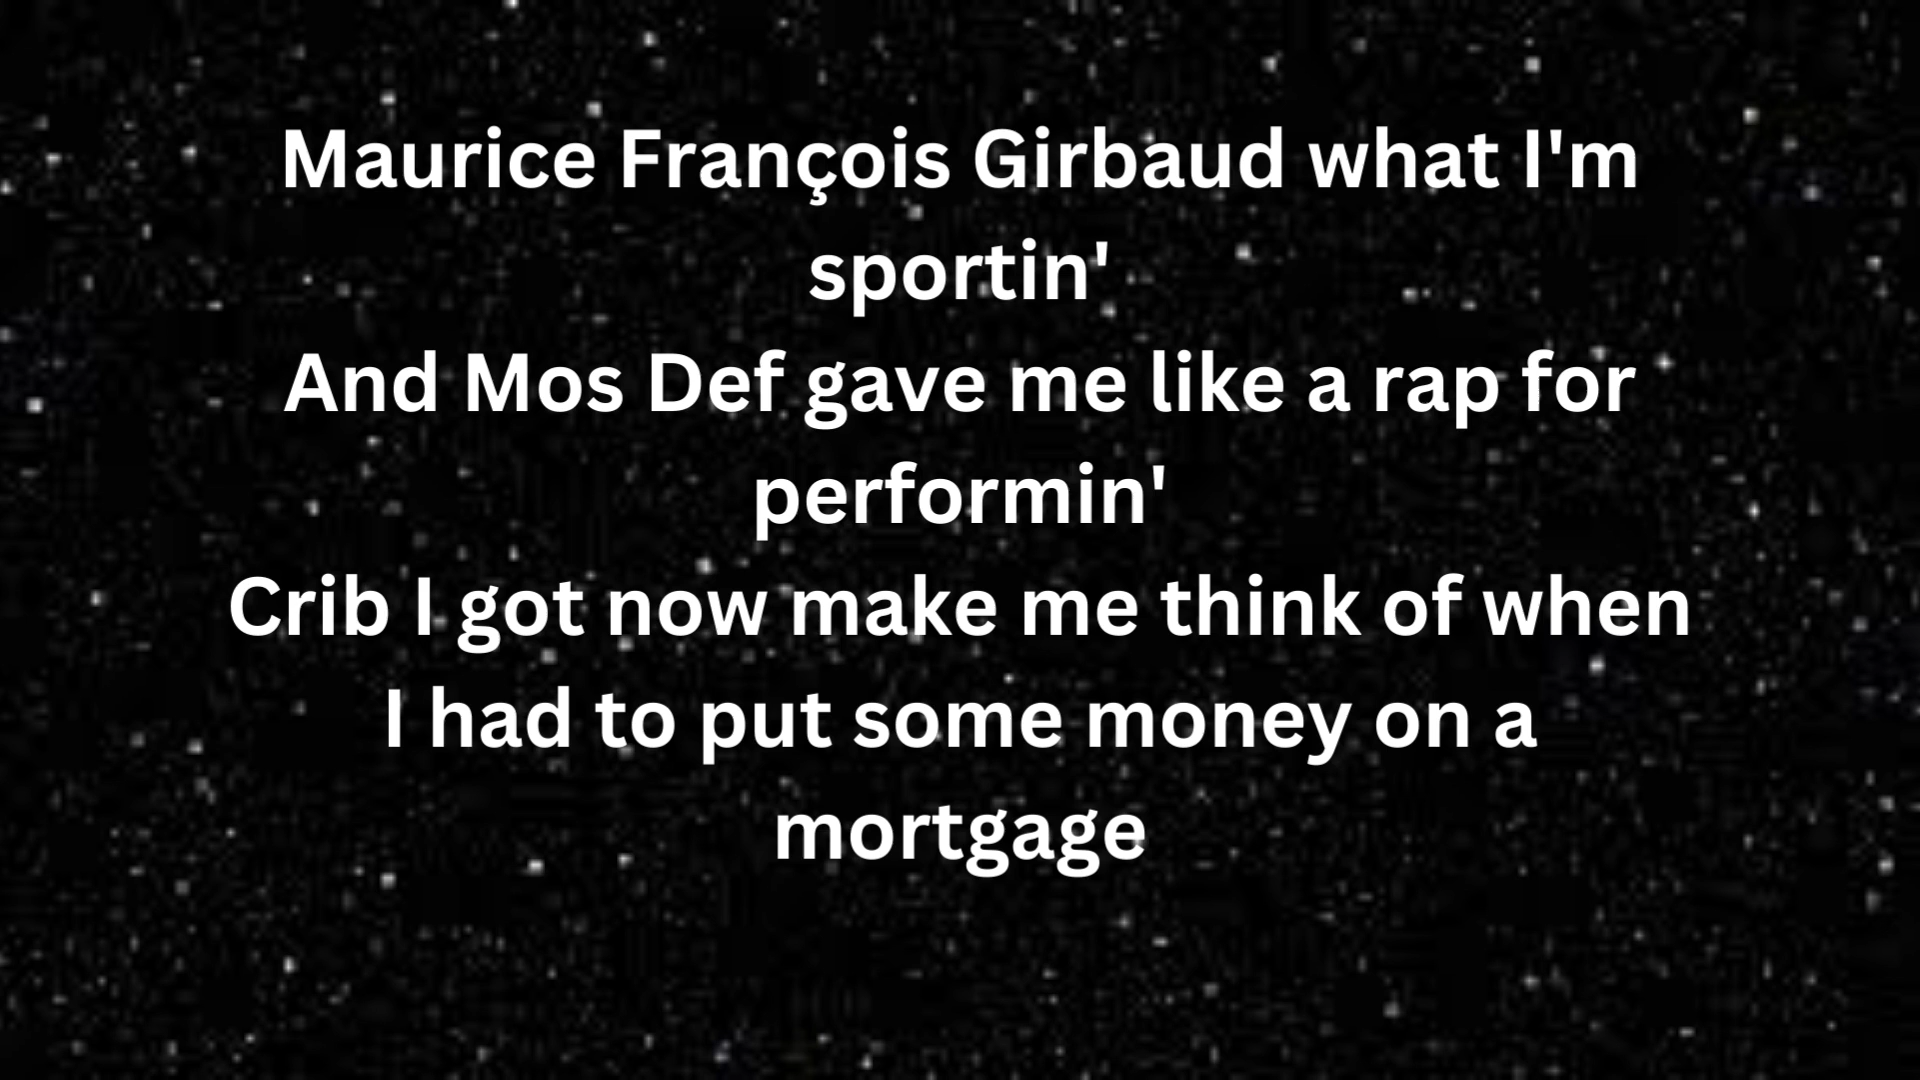 Maurice François Girbaud what I'm
sportin'
And Mos Def gave me like a rap for
performin'
Crib I got now make me think of when
I had to put some money on a
mortgage